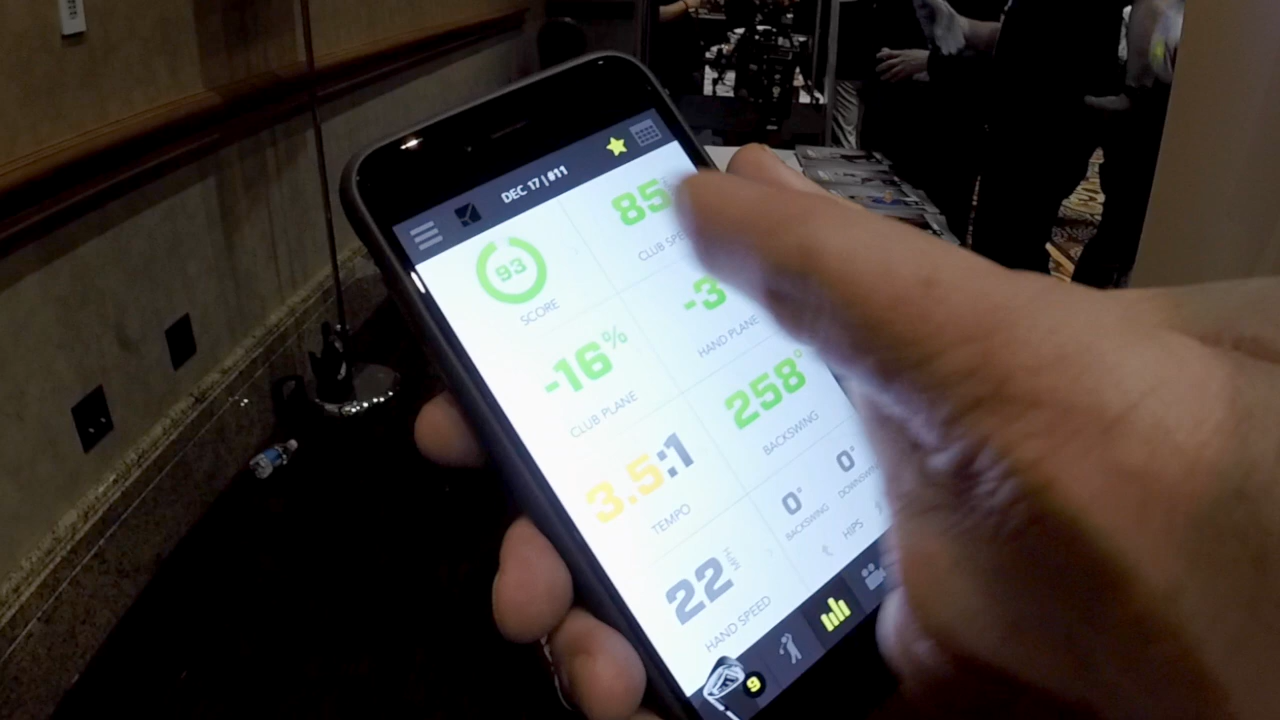 DEC 17 | #11
93
SCORE
85
CLUB SPE
-16%
CLUB PLANE
-3
HAND PLANE
3.5:1
TEMPO
258°
BACKSWING
22 MPH
HAND SPEED
0°
BACKSWING
0°
DOWNSWIN
HIPS
9